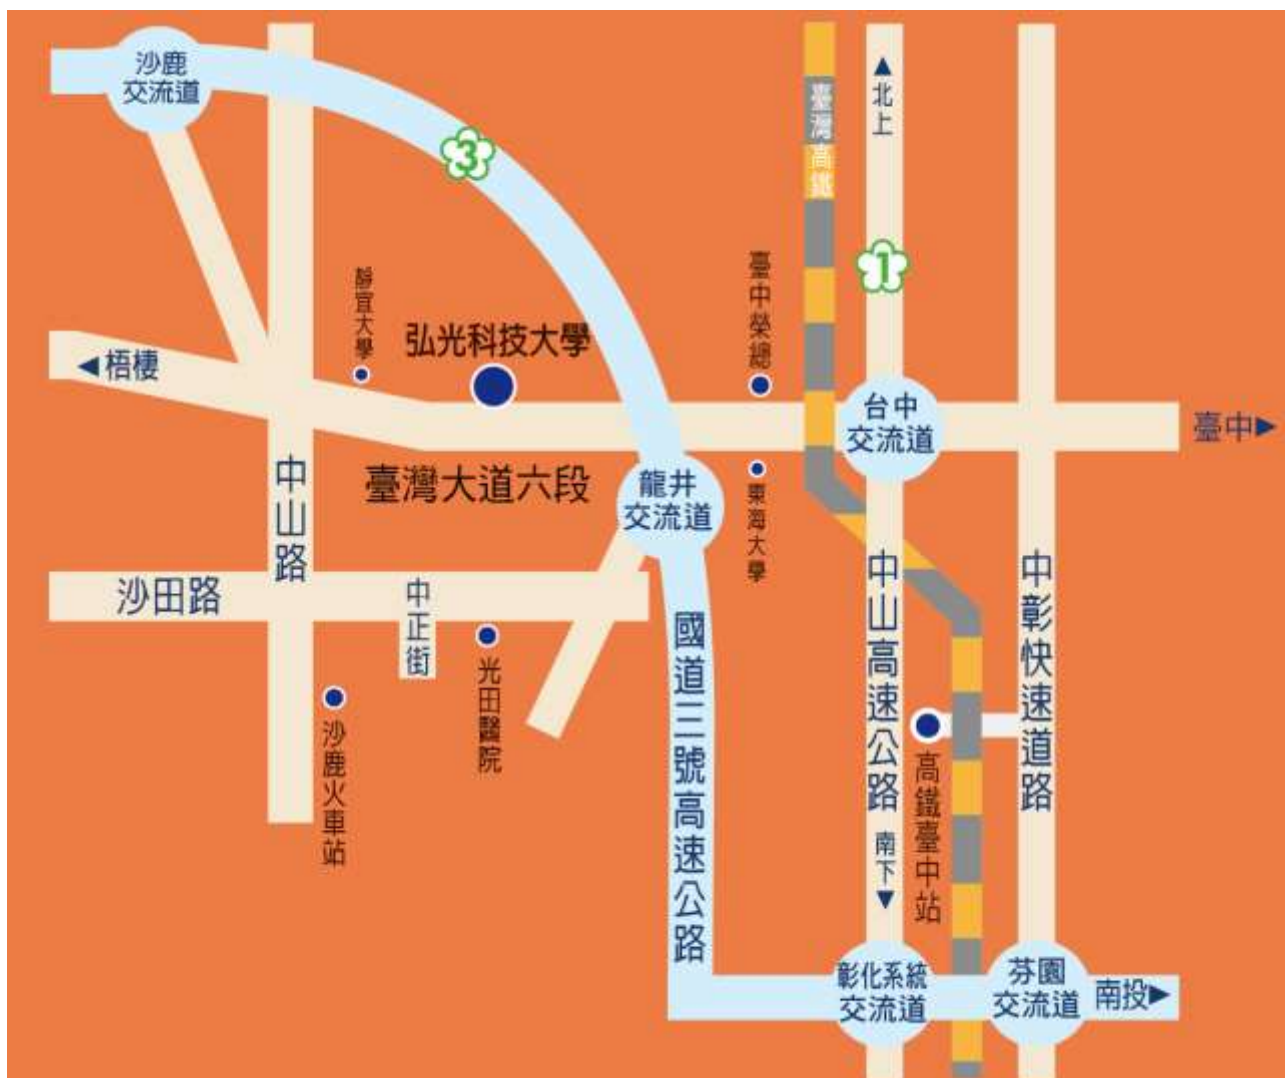 沙鹿
交流道
3
臺灣高鐵
▲北上
1
靜宜大學
弘光科技大學
臺中榮總
◀梧棲
台中
交流道
臺中▶
中山路
臺灣大道六段
龍井
交流道
東海大學
沙田路
中正街
光田醫院
沙鹿火車站
國道三號高速公路
中山高速公路
南下▼
中彰快速道路
高鐵臺中站
彰化系統
交流道
芬園
交流道
南投▶